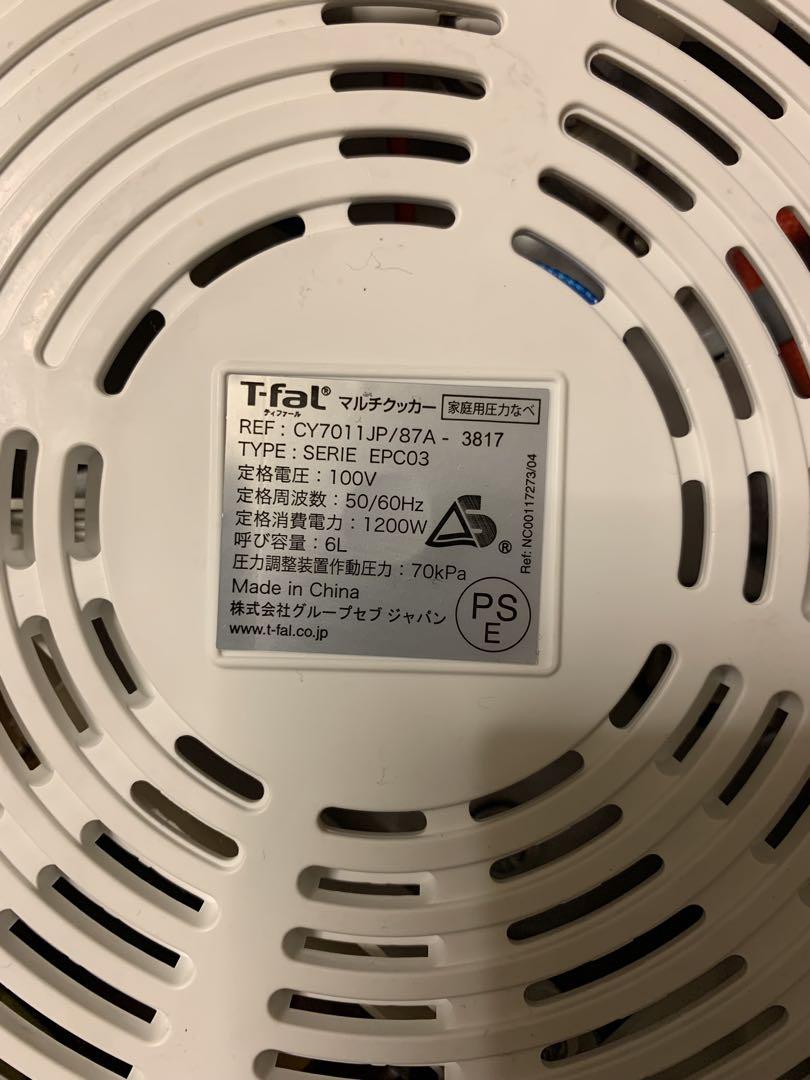 T-fal® マルチクッカー 家庭用圧力なべ
ティファール
REF : CY7011JP/87A - 3817
TYPE : SERIE EPC03
定格電圧 : 100V
定格周波数 : 50/60Hz
定格消費電力 : 1200W
呼び容量 : 6L
圧力調整装置作動圧力 : 70kPa
Made in China
株式会社グループセブ ジャパン
www.t-fal.co.jp
S ®
PS
E
Ref: NC00117273/04